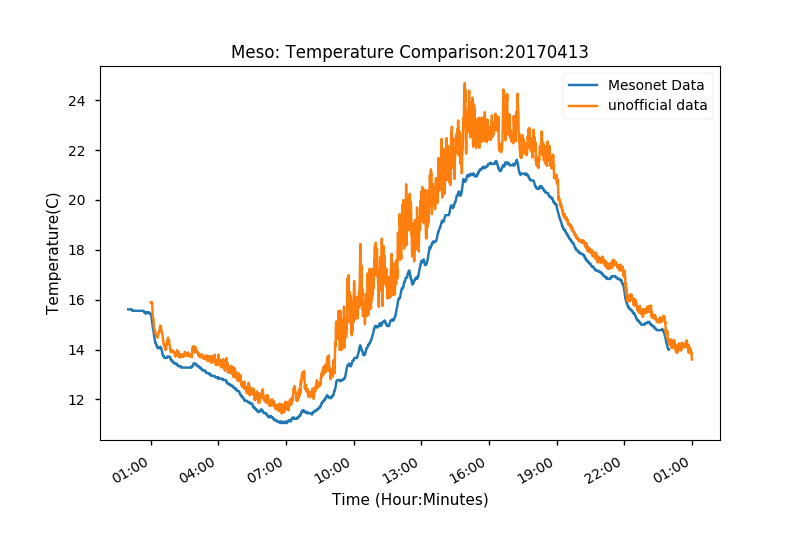 Meso: Temperature Comparison:20170413
Mesonet Data
unofficial data
Temperature(C)
24
22
20
18
16
14
12
01:00 04:00 07:00 10:00 13:00 16:00 19:00 22:00 01:00
Time (Hour:Minutes)